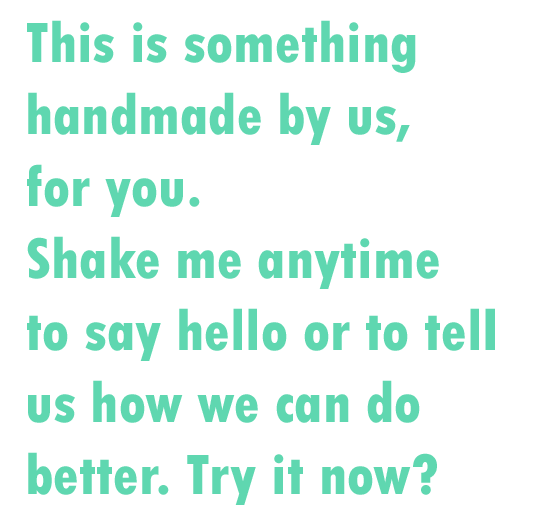 This is something
handmade by us,
for you.
Shake me anytime
to say hello or to tell
us how we can do
better. Try it now?